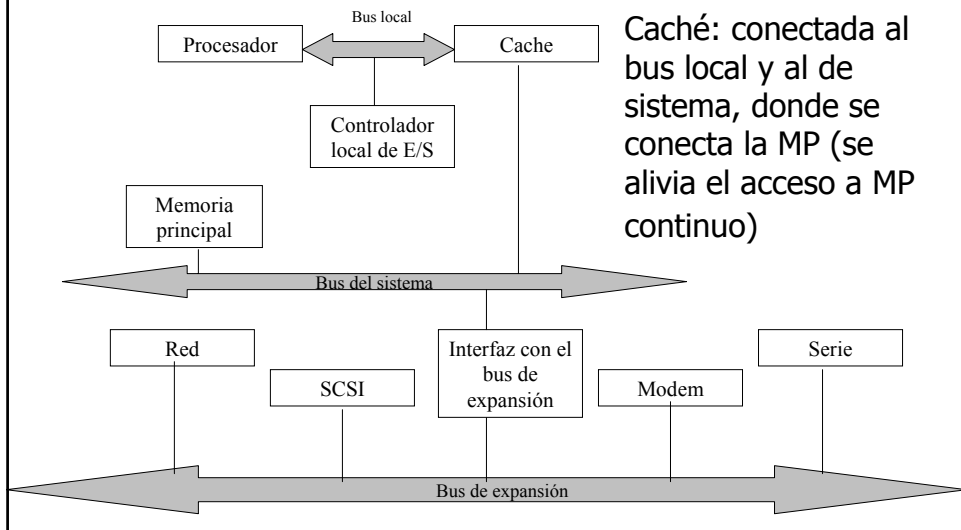 Bus local
Procesador
Cache
Controlador
local de E/S
Caché: conectada al
bus local y al de
sistema, donde se
conecta la MP (se
alivia el acceso a MP
continuo)
Memoria
principal
Bus del sistema
Red
SCSI
Interfaz con el
bus de
expansión
Modem
Serie
Bus de expansión